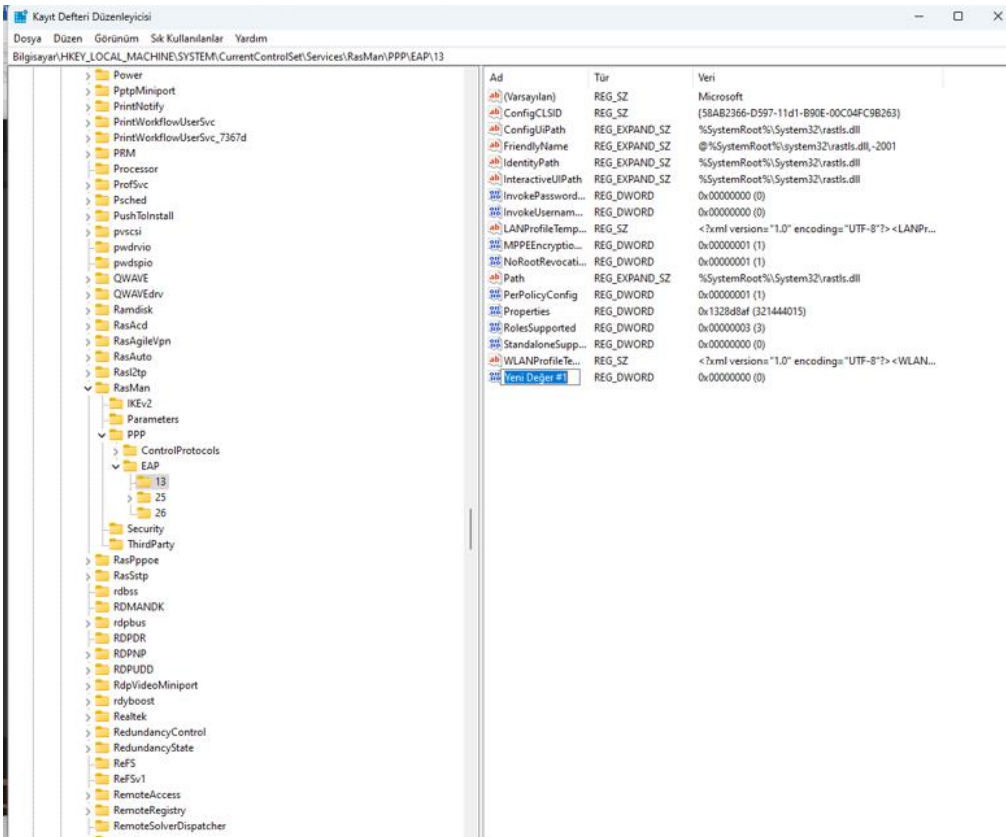 Kayıt Defteri Düzenleyicisi
Dosya Düzen Görünüm Sık Kullanılanlar Yardım
Bilgisayar\HKEY_LOCAL_MACHINE\SYSTEM\CurrentControlSet\Services\RasMan\PPP\EAP\13
Power
PptpMiniport
PrintNotify
PrintWorkflowUserSvc
PrintWorkflowUserSvc_7367d
PRM
Processor
ProfSvc
Psched
PushToInstall
pvscsi
pwdrvio
pwdspio
QWAVE
QWAVEdrv
Ramdisk
RasAcd
RasAgileVpn
RasAuto
Rasl2tp
RasMan
IKEv2
Parameters
PPP
ControlProtocols
EAP
13
25
26
Security
ThirdParty
RasPppoe
RasSstp
rdbss
RDMANDK
rdpbus
RDPDR
RDPNP
RDPUDD
RdpVideoMiniport
rdyboost
Realtek
RedundancyControl
RedundancyState
ReFS
ReFSv1
RemoteAccess
RemoteRegistry
RemoteSolverDispatcher
Ad Tür Veri
(Varsayılan) REG_SZ Microsoft
ConfigCLSID REG_SZ {58AB2366-D597-11d1-B90E-00C04FC9B263}
ConfigUiPath REG_EXPAND_SZ %SystemRoot%\System32\rastls.dll
FriendlyName REG_EXPAND_SZ @%SystemRoot%\system32\rastls.dll,-2001
IdentityPath REG_EXPAND_SZ %SystemRoot%\System32\rastls.dll
InteractiveUIPath REG_EXPAND_SZ %SystemRoot%\System32\rastls.dll
InvokePassword... REG_DWORD 0x00000000 (0)
InvokeUsernam... REG_DWORD 0x00000000 (0)
LANProfileTemp... REG_SZ <?xml version="1.0" encoding="UTF-8"?> <LANPr...
MPPEEncryptio... REG_DWORD 0x00000001 (1)
NoRootRevocati... REG_DWORD 0x00000001 (1)
Path REG_EXPAND_SZ %SystemRoot%\System32\rastls.dll
PerPolicyConfig REG_DWORD 0x00000001 (1)
Properties REG_DWORD 0x1328d8af (321444015)
RolesSupported REG_DWORD 0x00000003 (3)
StandaloneSupp... REG_DWORD 0x00000000 (0)
WLANProfileTe... REG_SZ <?xml version="1.0" encoding="UTF-8"?> <WLAN...
Yeni Değer #1 REG_DWORD 0x00000000 (0)